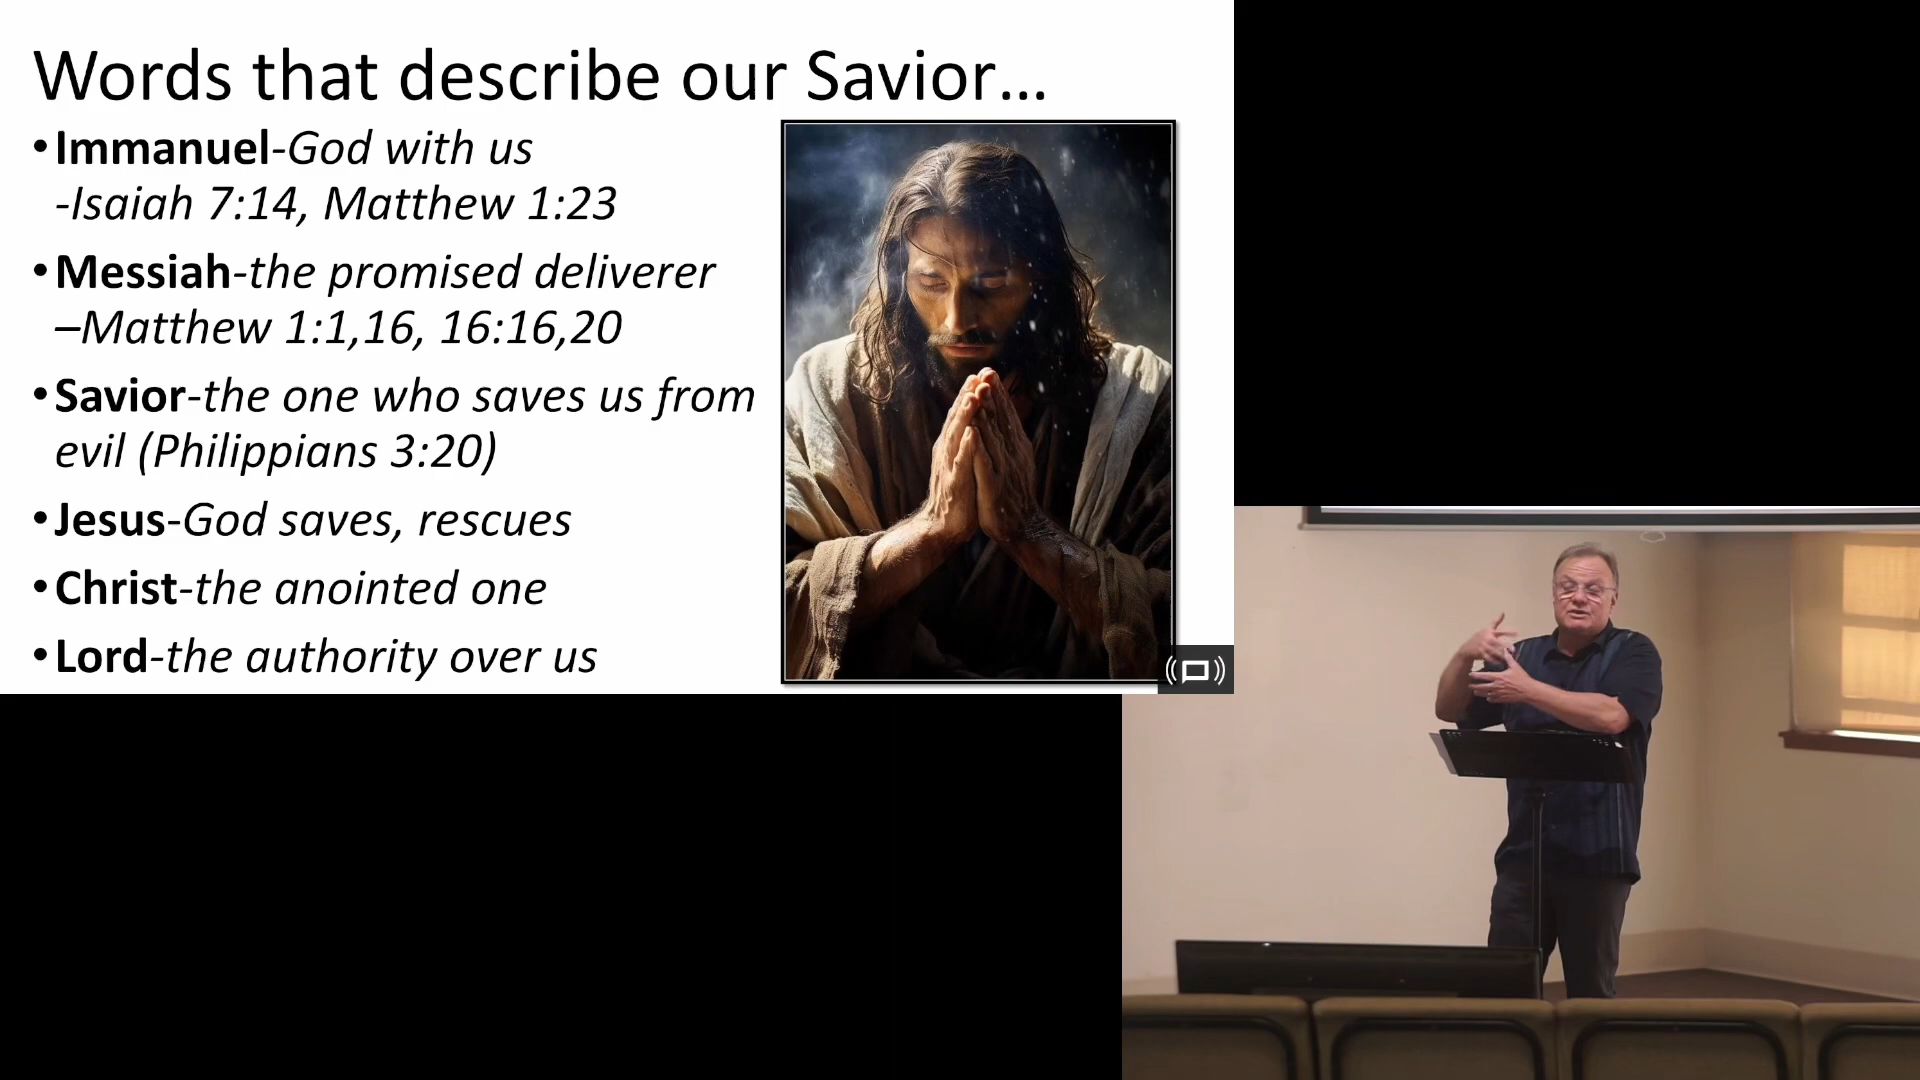 Words that describe our Savior...
•Immanuel-God with us
-Isaiah 7:14, Matthew 1:23
•Messiah-the promised deliverer
–Matthew 1:1,16, 16:16,20
•Savior-the one who saves us from
evil (Philippians 3:20)
•Jesus-God saves, rescues
•Christ-the anointed one
•Lord-the authority over us